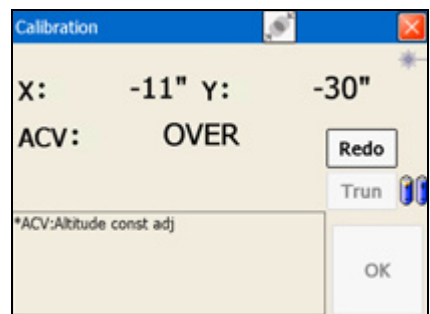 Calibration
X: -11" Y: -30"
ACV: OVER
Redo
Trun
*ACV:Altitude const adj
OK